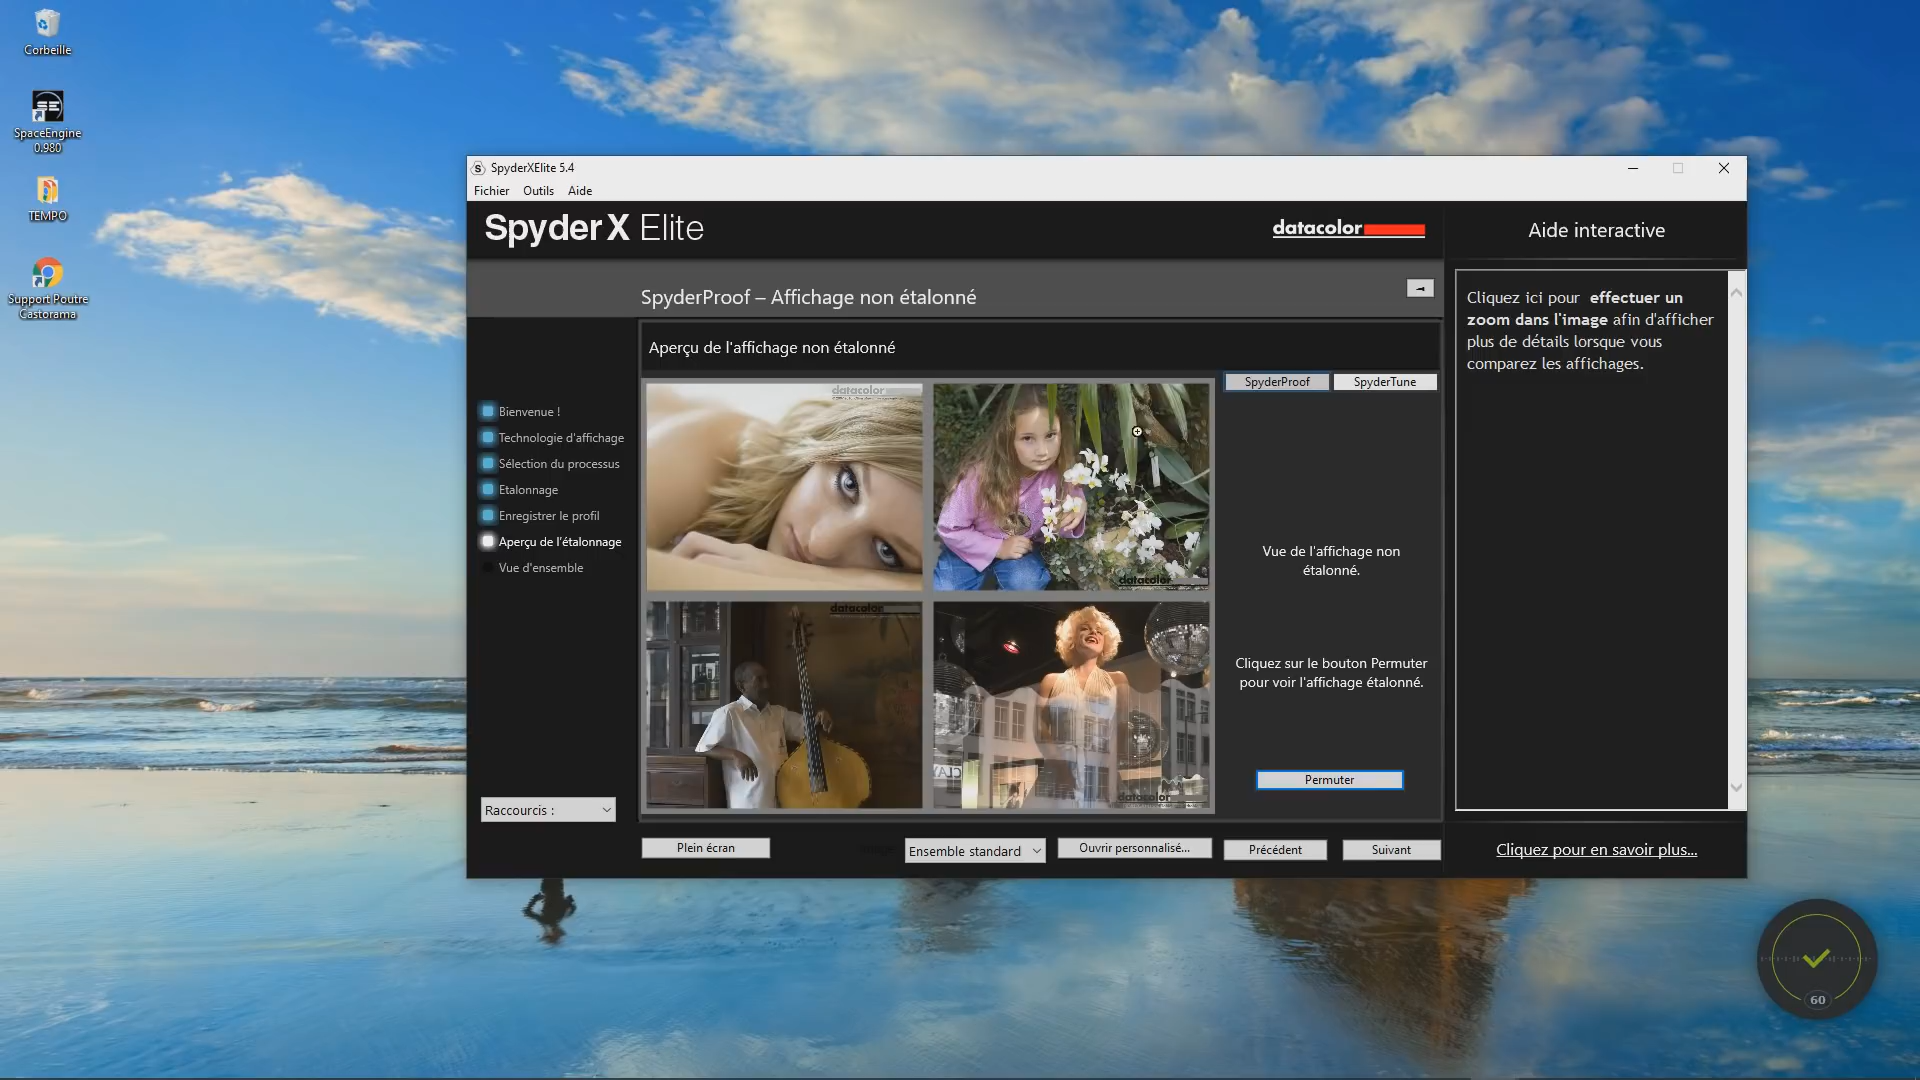 Corbeille
SpaceEngine
0.980
TEMPO
Support Poutre
Castorama
SpyderXElite 5.4
Fichier Outils Aide
SpyderX Elite
datacolor
Aide interactive
SpyderProof – Affichage non étalonné
Aperçu de l'affichage non étalonné
SpyderProof
SpyderTune
Cliquez ici pour effectuer un
zoom dans l'image afin d'afficher
plus de détails lorsque vous
comparez les affichages.
Bienvenue !
Technologie d'affichage
Sélection du processus
Etalonnage
Enregistrer le profil
Aperçu de l'étalonnage
Vue d'ensemble
datacolor
datacolor
datacolor
datacolor
Vue de l'affichage non
étalonné.
Cliquez sur le bouton Permuter
pour voir l'affichage étalonné.
Permuter
Raccourcis :
Plein écran
Ensemble standard
Ouvrir personnalisé...
Précédent
Suivant
Cliquez pour en savoir plus...
60